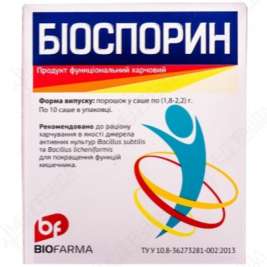 БІОСПОРИН
Продукт функціональний харчовий
Форма випуску: порошок у саше по (1,8-2,2) г.
По 10 саше в упаковці.
Рекомендовано до раціону
харчування в якості джерела
активних культур Bacillus subtilis
та Bacillus licheniformis
для покращення функцій
кишечника.
bf
BIOFARMA
ТУ У 10.8-36273281-002:2013